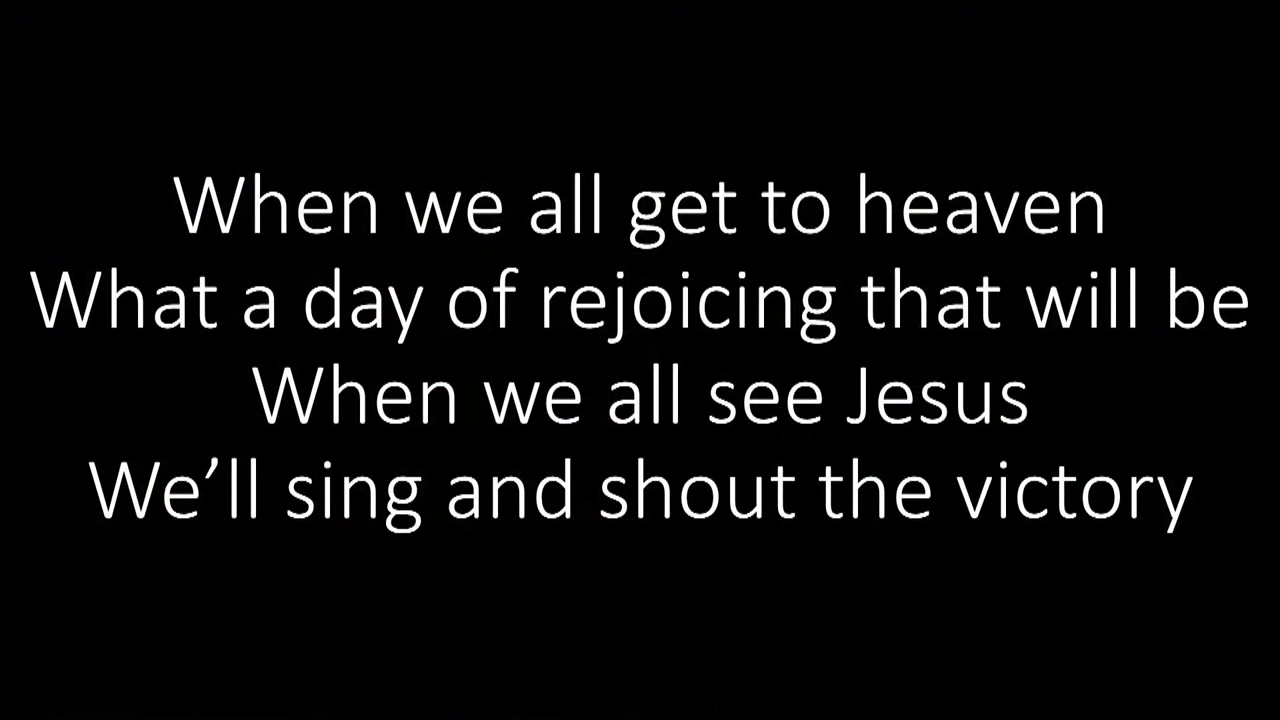 When we all get to heaven
What a day of rejoicing that will be
When we all see Jesus
We’ll sing and shout the victory